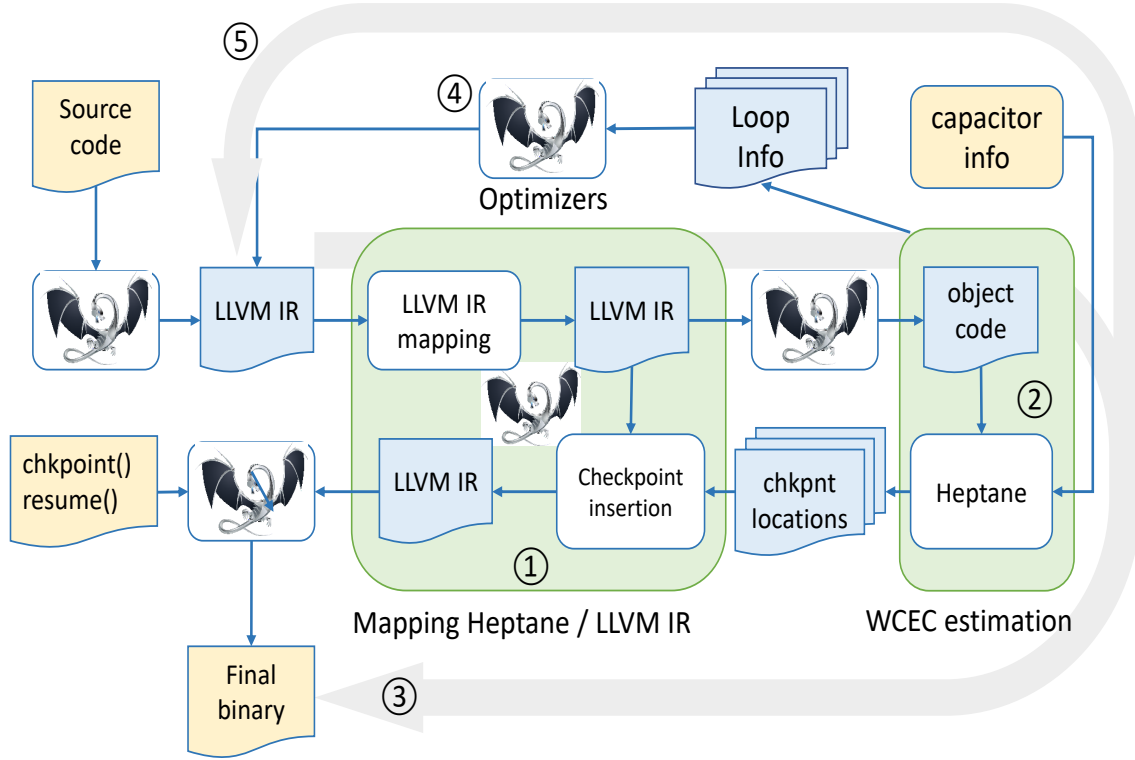 ⑤
Source
code
④
Loop
Info
capacitor
info
Optimizers
LLVM IR
LLVM IR
mapping
LLVM IR
object
code
②
chkpoint()
resume()
LLVM IR
Checkpoint
insertion
chkpnt
locations
Heptane
①
Mapping Heptane / LLVM IR
WCEC estimation
Final
binary
③